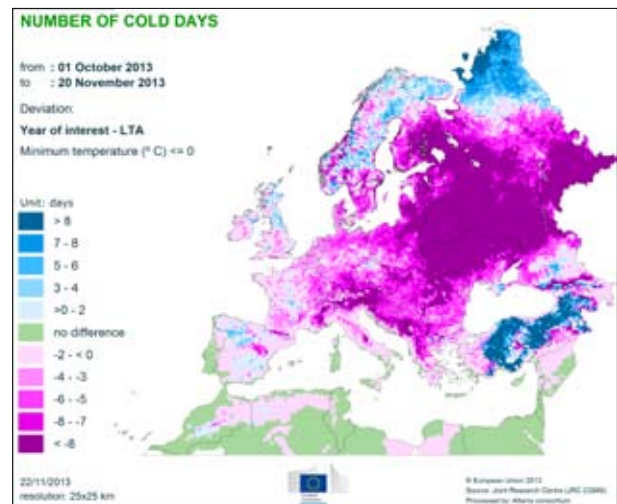 NUMBER OF COLD DAYS
from : 01 October 2013
to : 20 November 2013
Deviation:
Year of interest - LTA
Minimum temperature (º C) <= 0
Unit: days
> 8
7 - 8
5 - 6
3 - 4
>0 - 2
no difference
-2 - < 0
-4 - -3
-6 - -5
-8 - -7
< -8
22/11/2013
resolution: 25x25 km
© European Union 2013
Source: Joint Research Centre (JRC
Processed by: Alterra consortium